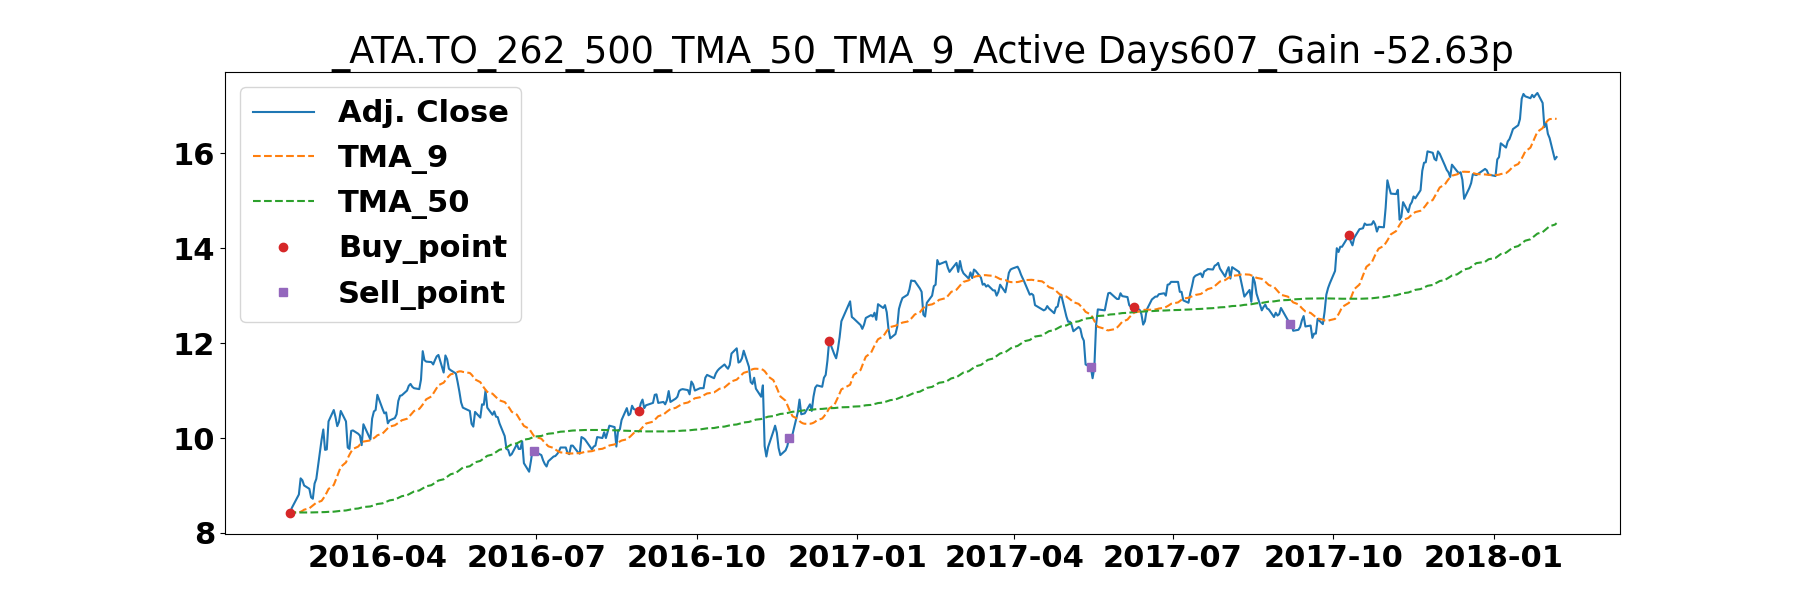 _ATA.TO_262_500_TMA_50_TMA_9_Active Days607_Gain -52.63p
Adj. Close
TMA_9
TMA_50
Buy_point
Sell_point
16
14
12
10
8
2016-04 2016-07 2016-10 2017-01 2017-04 2017-07 2017-10 2018-01